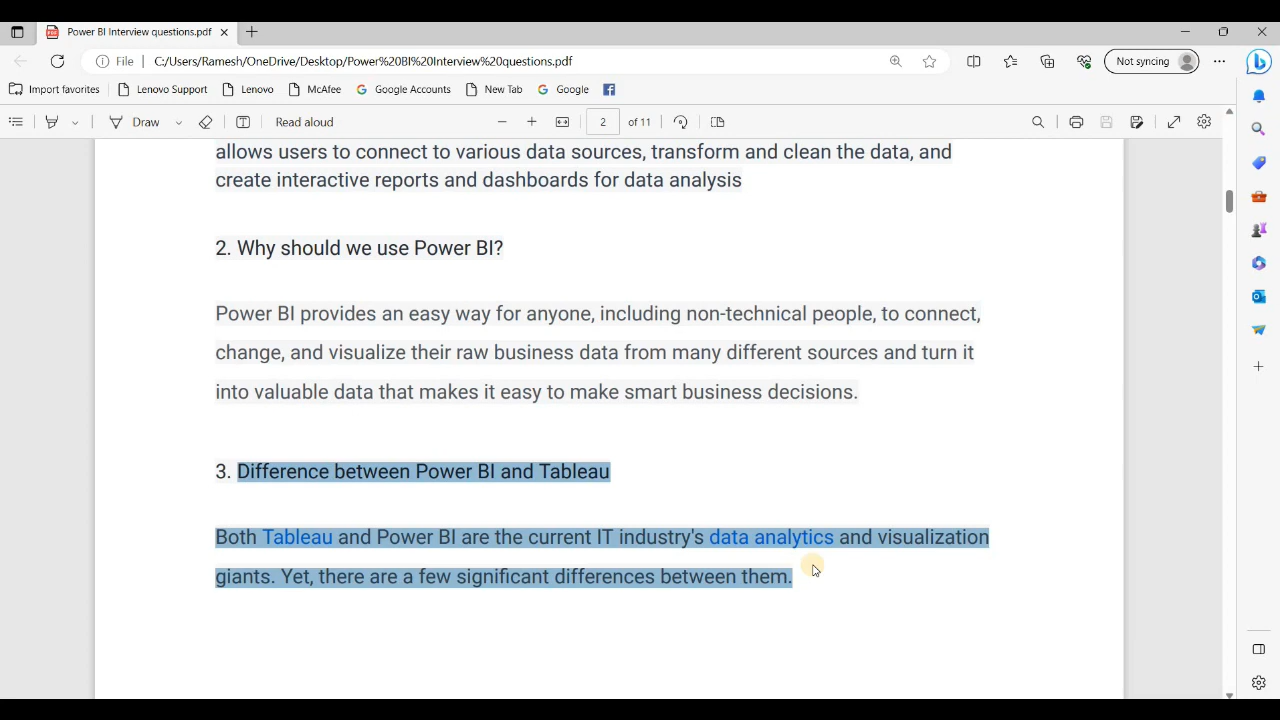 Power BI Interview questions.pdf
File
C:/Users/Ramesh/OneDrive/Desktop/Power%20BI%20Interview%20questions.pdf
Not syncing
Import favorites
Lenovo Support
Lenovo
McAfee
Google Accounts
New Tab
Google
Draw
Read aloud
2 of 11
allows users to connect to various data sources, transform and clean the data, and
create interactive reports and dashboards for data analysis
2. Why should we use Power BI?
Power BI provides an easy way for anyone, including non-technical people, to connect,
change, and visualize their raw business data from many different sources and turn it
into valuable data that makes it easy to make smart business decisions.
3. Difference between Power BI and Tableau
Both Tableau and Power BI are the current IT industry's data analytics and visualization
giants. Yet, there are a few significant differences between them.